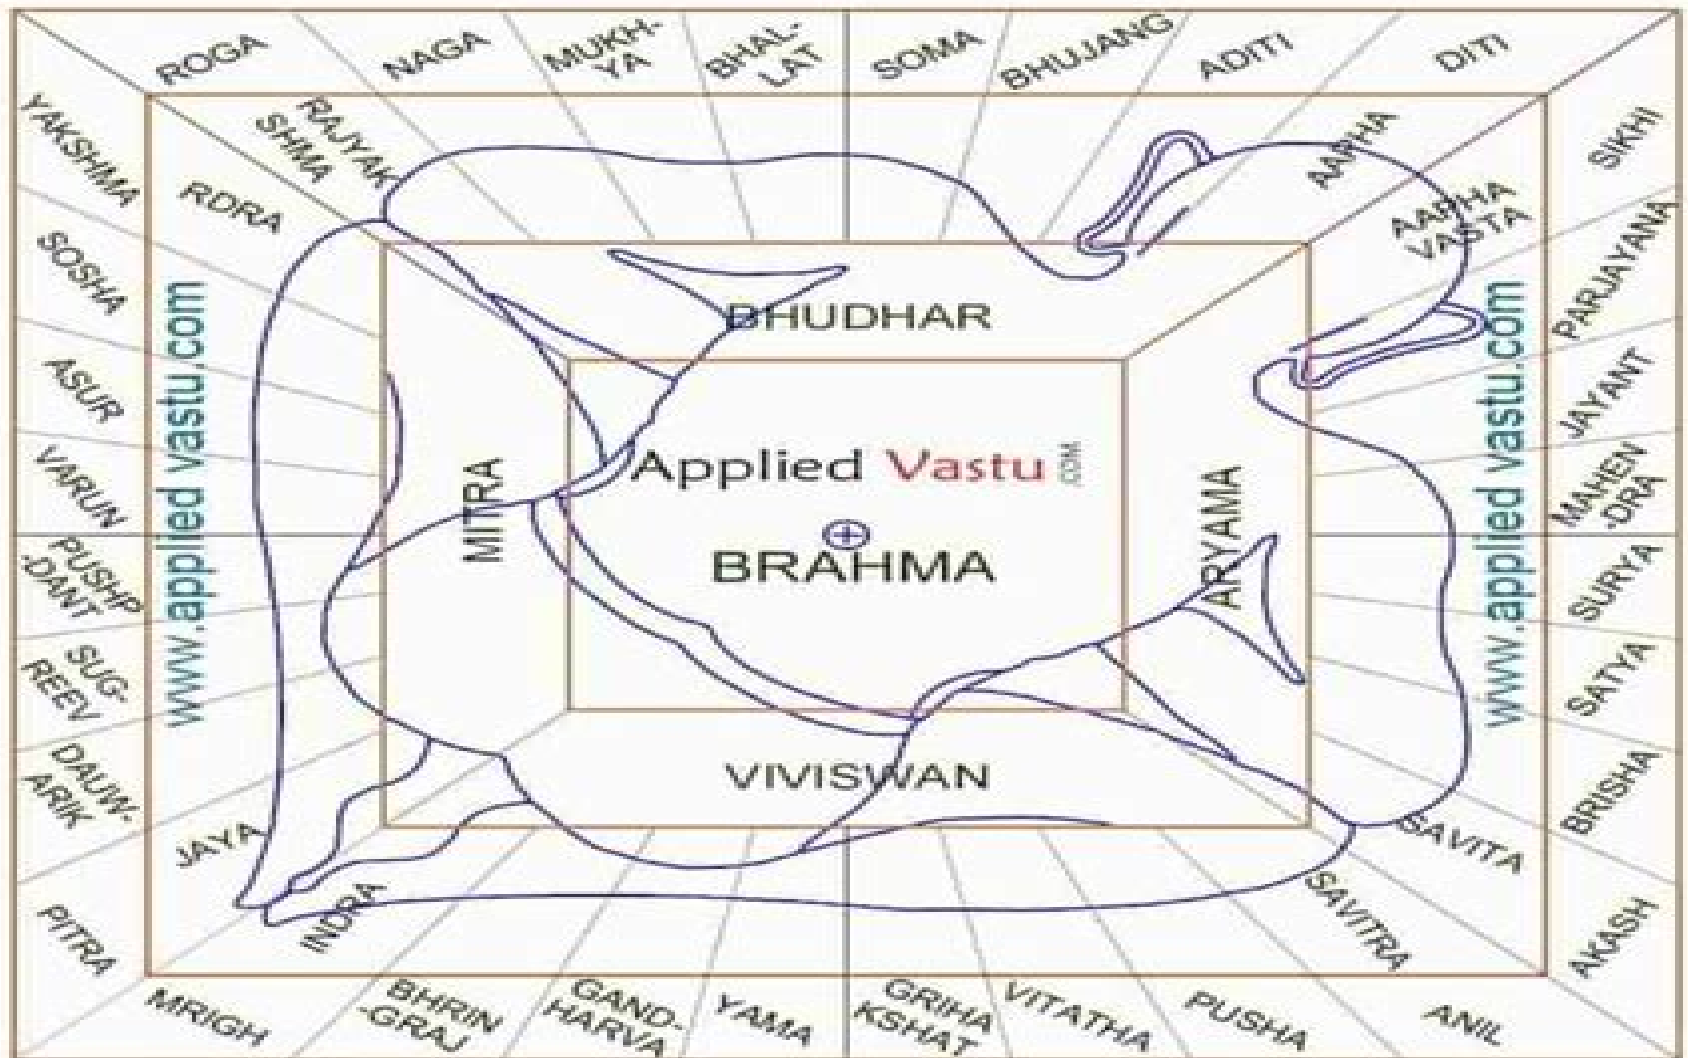 ROGA
NAGA
MUKH-
YA
BHAL-
LAT
SOMA
BHUJANG
ADITI
DITI
YAKSHMA
SOSHA
ASUR
VARUN
PUSHP
.DANT
SUG-
REEV
DAUW-
ARIK
PITRA
RAJYAK
SHMA
RDRA
www.applied vastu.com
AAPHA
AAPHA
VASTA
BHUDHAR
MITRA
Applied Vastu .COM
BRAHMA
ARYAMA
VIVISWAN
JAYA
INDRA
SAVITA
SAVITRA
www.applied vastu.com
SIKHI
PARJAYANA
JAYANT
MAHEN
-DRA
SURYA
SATYA
BRISHA
AKASH
MRIGH
BHRIN
-GRAJ
GAND-
HARVA
YAMA
GRIHA
KSHAT
VITATHA
PUSHA
ANIL